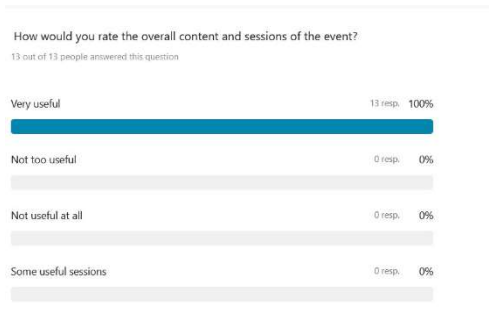 How would you rate the overall content and sessions of the event?
13 out of 13 people answered this question
Very useful 13 resp. 100%
Not too useful 0 resp. 0%
Not useful at all 0 resp. 0%
Some useful sessions 0 resp. 0%